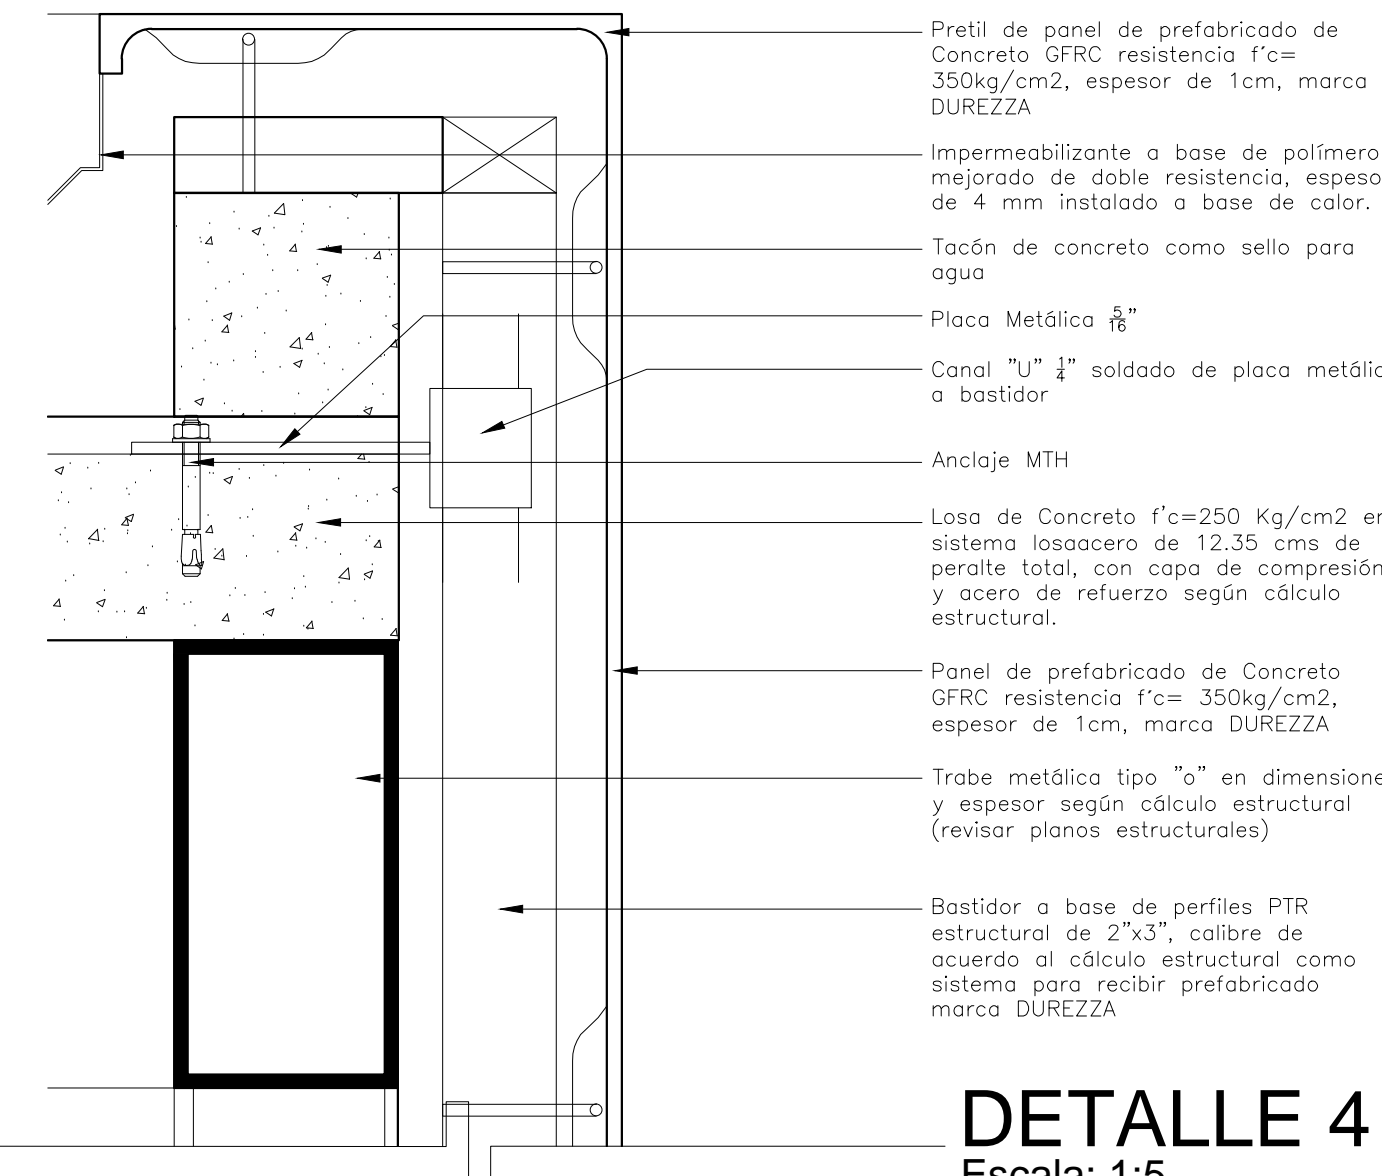 Pretil de panel de prefabricado de
Concreto GFRC resistencia f´c=
350kg/cm2, espesor de 1cm, marca
DUREZZA
Impermeabilizante a base de polímero
mejorado de doble resistencia, espeso
de 4 mm instalado a base de calor.
Tacón de concreto como sello para
agua
Placa Metálica 5/16”
Canal ”U” 1/4” soldado de placa metálic
a bastidor
Anclaje MTH
Losa de Concreto f’c=250 Kg/cm2 en
sistema losaacero de 12.35 cms de
peralte total, con capa de compresión
y acero de refuerzo según cálculo
estructural.
Panel de prefabricado de Concreto
GFRC resistencia f´c= 350kg/cm2,
espesor de 1cm, marca DUREZZA
Trabe metálica tipo ”o” en dimensione
y espesor según cálculo estructural
(revisar planos estructurales)
Bastidor a base de perfiles PTR
estructural de 2”x3”, calibre de
acuerdo al cálculo estructural como
sistema para recibir prefabricado
marca DUREZZA
DETALLE 4
Escala: 1:5